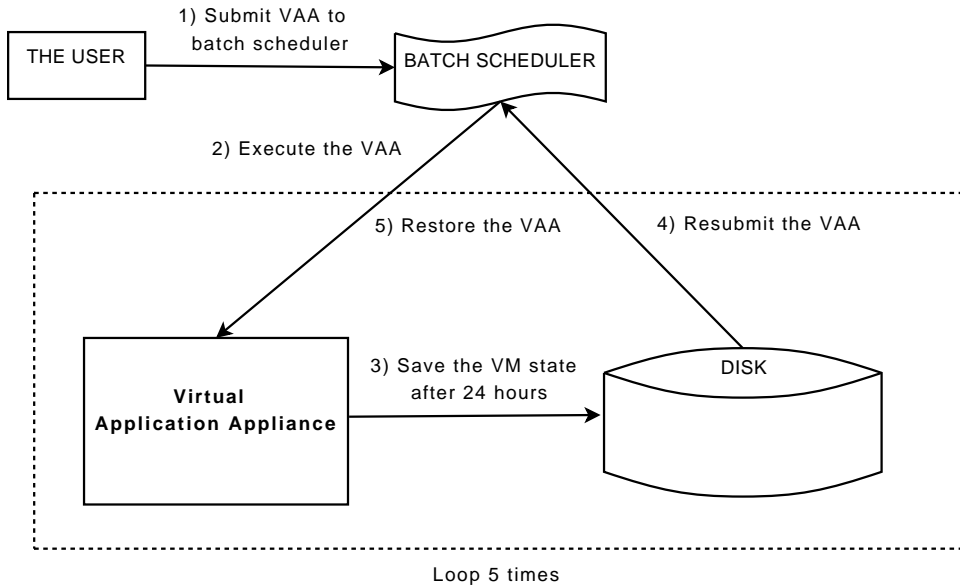 1) Submit VAA to
batch scheduler
THE USER
BATCH SCHEDULER
2) Execute the VAA
5) Restore the VAA
4) Resubmit the VAA
3) Save the VM state
after 24 hours
DISK
Virtual
Application Appliance
Loop 5 times